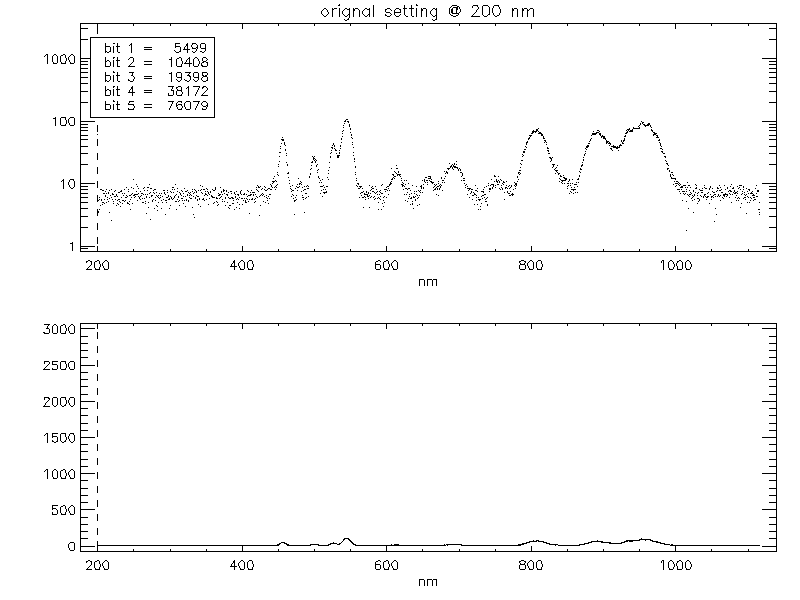 orignal setting @ 200 nm
bit 1 = 5499
bit 2 = 10408
bit 3 = 19398
bit 4 = 38172
bit 5 = 76079
1000
100
10
1
200 400 600 800 1000
nm
3000
2500
2000
1500
1000
500
0
200 400 600 800 1000
nm